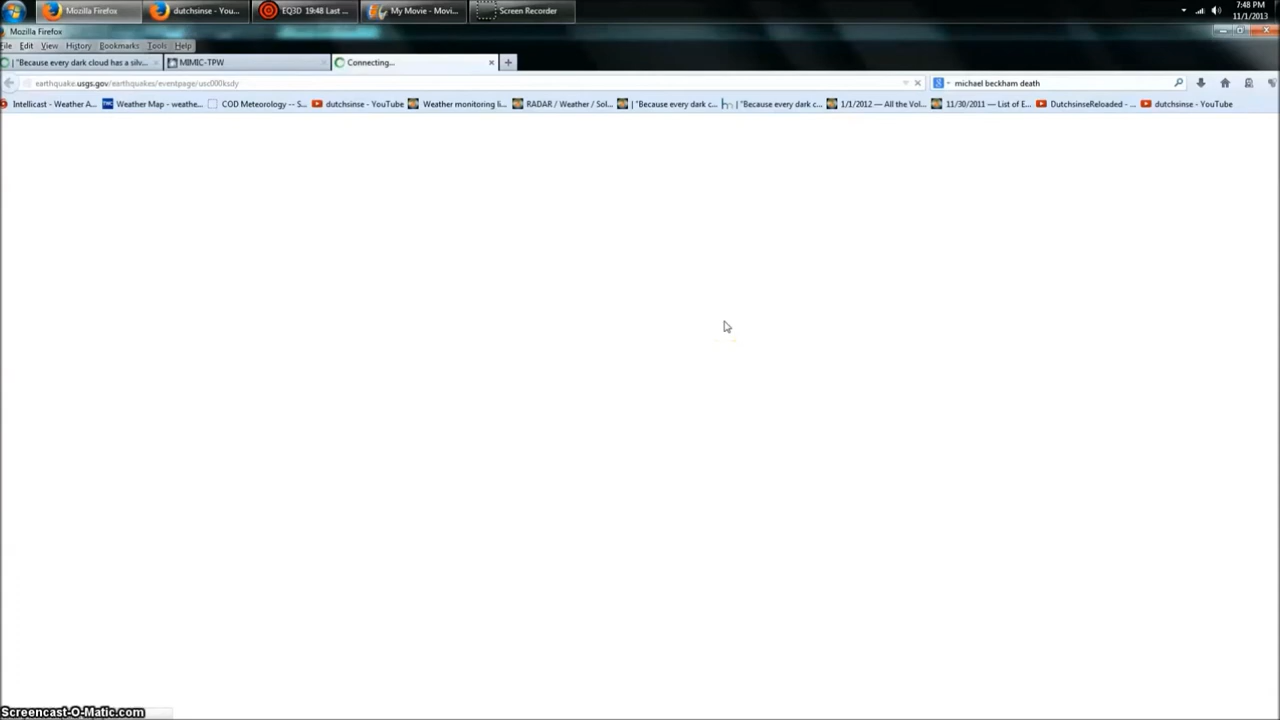 Mozilla Firefox dutchsinse - You... EQ3D 19:48 Last ... My Movie - Movi... Screen Recorder 7:48 PM
11/1/2013
Mozilla Firefox
File Edit View History Bookmarks Tools Help
| "Because every dark cloud has a silv... MIMIC-TPW Connecting...
earthquake.usgs.gov/earthquakes/eventpage/usc000ksdy michael beckham death
Intellicast - Weather A... Weather Map - weathe... COD Meteorology -- S... dutchsinse - YouTube Weather monitoring li... RADAR / Weather / Sol... | "Because every dark c... | "Because every dark c... 1/1/2012 — All the Vol... 11/30/2011 — List of E... DutchsinseReloaded - ... dutchsinse - YouTube
Screencast-O-Matic.com